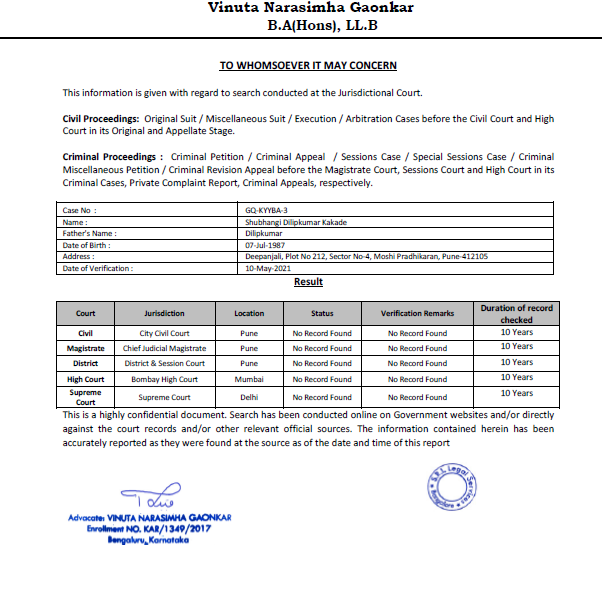 Vinuta Narasimha Gaonkar
B.A(Hons), LL.B
TO WHOMSOEVER IT MAY CONCERN
This information is given with regard to search conducted at the Jurisdictional Court.
Civil Proceedings: Original Suit / Miscellaneous Suit / Execution / Arbitration Cases before the Civil Court and High
Court in its Original and Appellate Stage.
Criminal Proceedings : Criminal Petition / Criminal Appeal / Sessions Case / Special Sessions Case / Criminal
Miscellaneous Petition / Criminal Revision Appeal before the Magistrate Court, Sessions Court and High Court in its
Criminal Cases, Private Complaint Report, Criminal Appeals, respectively.
Case No : GQ-KYYBA-3
Name : Shubhangi Dilipkumar Kakade
Father's Name : Dilipkumar
Date of Birth : 07-Jul-1987
Address : Deepanjali, Plot No 212, Sector No-4, Moshi Pradhikaran, Pune-412105
Date of Verification : 10-May-2021
Result
Court Jurisdiction Location Status Verification Remarks Duration of record checked
Civil City Civil Court Pune No Record Found No Record Found 10 Years
Magistrate Chief Judicial Magistrate Pune No Record Found No Record Found 10 Years
District District & Session Court Pune No Record Found No Record Found 10 Years
High Court Bombay High Court Mumbai No Record Found No Record Found 10 Years
Supreme Court Supreme Court Delhi No Record Found No Record Found 10 Years
This is a highly confidential document. Search has been conducted online on Government websites and/or directly
against the court records and/or other relevant official sources. The information contained herein has been
accurately reported as they were found at the source as of the date and time of this report
Advocate: VINUTA NARASIMHA GAONKAR
Enrollment NO. KAR/1349/2017
Bengaluru, Karnataka
Legal Services